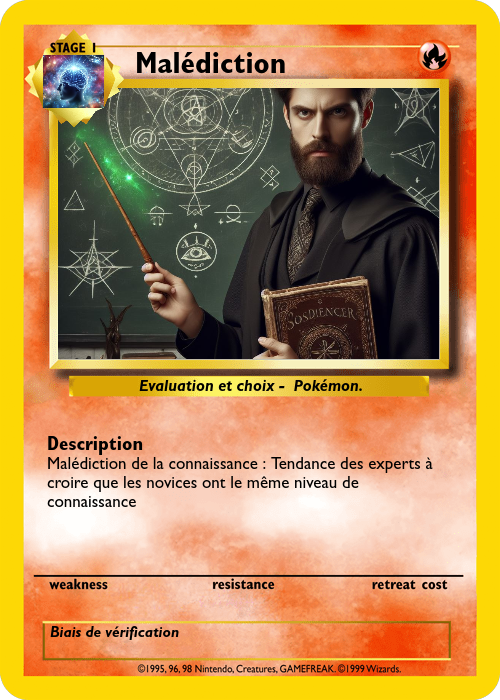 STAGE 1
Malédiction
SOSDIENCER
Evaluation et choix - Pokémon.
Description
Malédiction de la connaissance : Tendance des experts à
croire que les novices ont le même niveau de
connaissance
weakness resistance retreat cost
Biais de vérification
©1995, 96, 98 Nintendo, Creatures, GAMEFREAK. ©1999 Wizards.